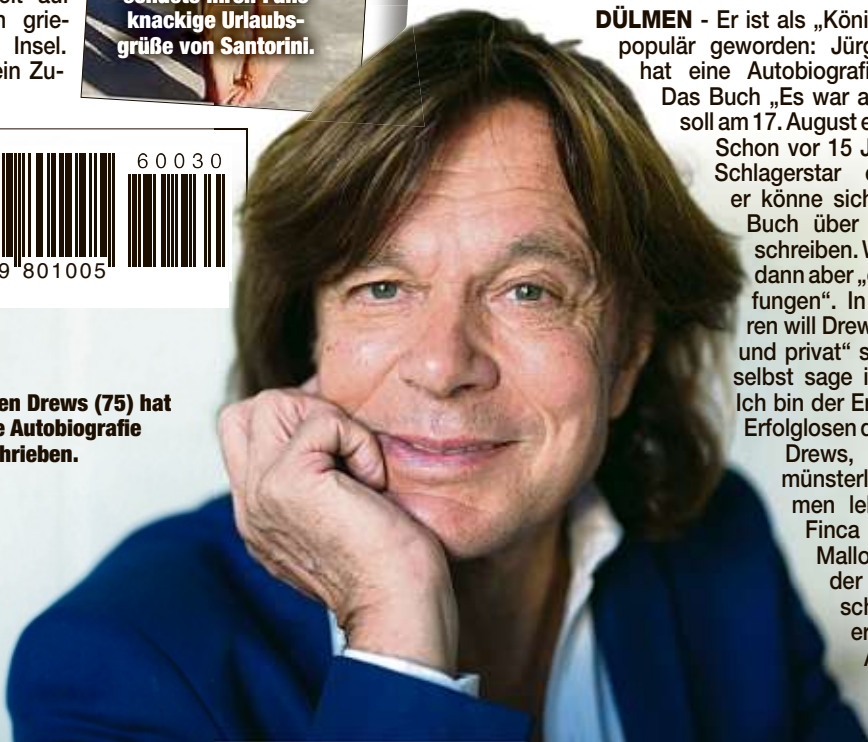 grie-
Insel.
ein Zu-
knackige Urlaubs-
grüße von Santorini.
60030
9 801005
en Drews (75) hat
e Autobiografie
hrieben.
DÜLMEN - Er ist als „Köni
populär geworden: Jürg
hat eine Autobiografi
Das Buch „Es war a
soll am 17. August e
Schon vor 15 J
Schlagerstar
er könne sich
Buch über
schreiben. W
dann aber „
fungen“. In
ren will Drew
und privat“ s
selbst sage i
Ich bin der Er
Erfolglosen d
Drews,
münsterl
men le
Finca
Mallo
der
sch
er